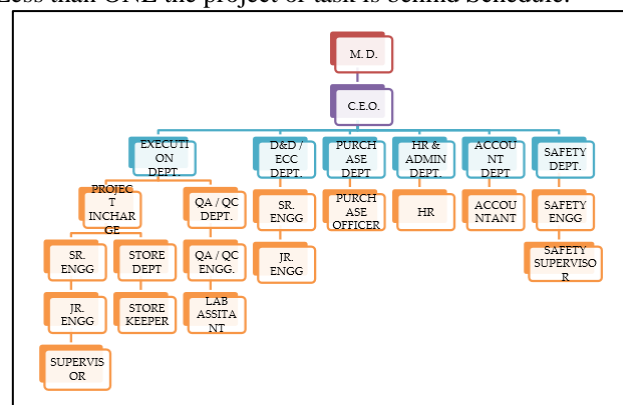 Less than ONE the project or task is behind Schedule.
M. D.
C.E.O.
EXECUTI
ON
DEPT.
D&D /
ECC
DEPT.
PURCH
ASE
DEPT
HR &
ADMIN
DEPT.
ACCOU
NT
DEPT
SAFETY
DEPT.
PROJEC
T
INCHAR
GE
QA / QC
DEPT.
SR.
ENGG
PURCH
ASE
OFFICER
HR
ACCOU
NTANT
SAFETY
ENGG
SR.
ENGG
STORE
DEPT
QA / QC
ENGG.
JR.
ENGG
SAFETY
SUPERVISO
R
JR.
ENGG
STORE
KEEPER
LAB
ASSITA
NT
SUPERVIS
OR